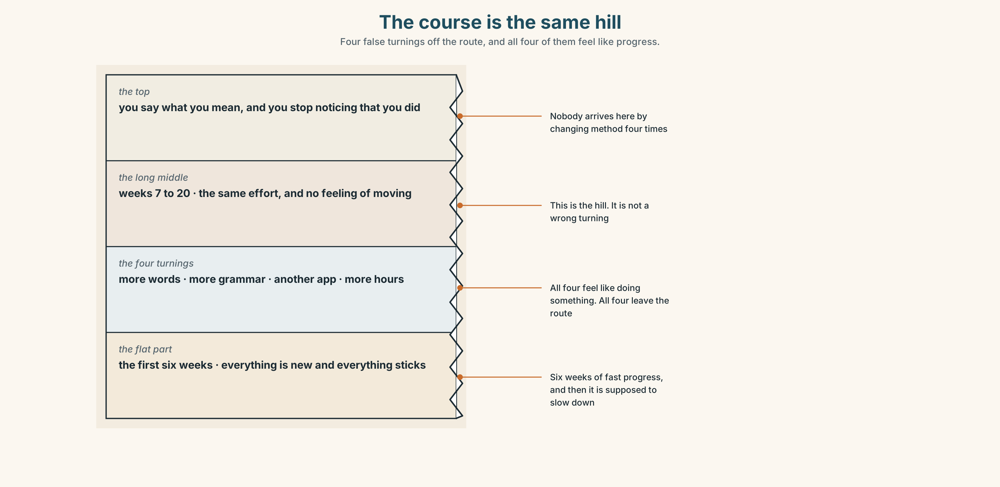 The course is the same hill
Four false turnings off the route, and all four of them feel like progress.
the top
you say what you mean, and you stop noticing that you did
Nobody arrives here by
changing method four times
the long middle
weeks 7 to 20 · the same effort, and no feeling of moving
This is the hill. It is not a
wrong turning
the four turnings
more words · more grammar · another app · more hours
All four feel like doing
something. All four leave the
route
the flat part
the first six weeks · everything is new and everything sticks
Six weeks of fast progress,
and then it is supposed to
slow down